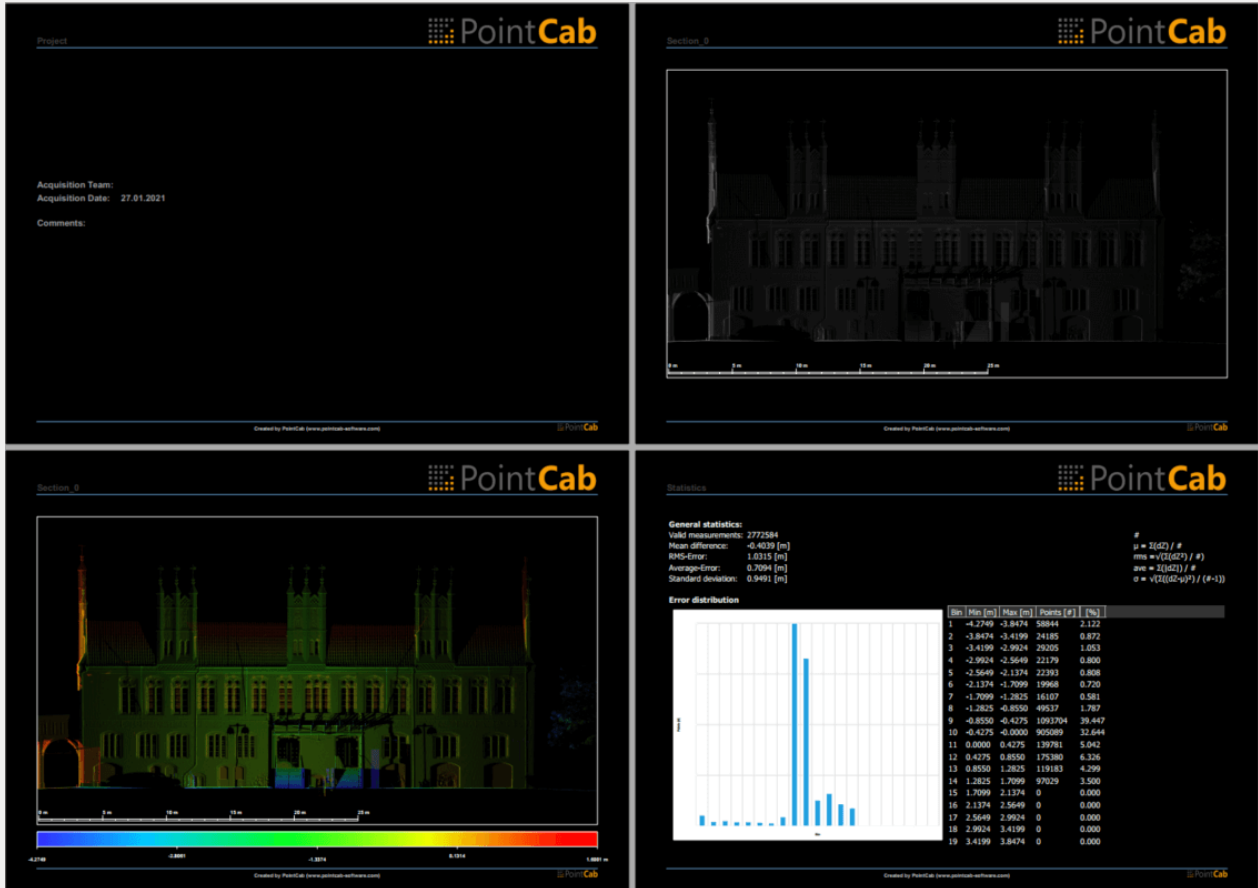 PointCab
Project
Acquisition Team:
Acquisition Date: 27.01.2021
Comments:
Created by PointCab (www.pointcab-software.com)
PointCab
PointCab
Section_0
0 m 5 m 10 m 15 m 20 m 25 m
Created by PointCab (www.pointcab-software.com)
PointCab
PointCab
Section_0
0 m 5 m 10 m 15 m 20 m 25 m
-4.2749 -1.3374 0.1314
Created by PointCab (www.pointcab-software.com)
PointCab
PointCab
Statistics
General statistics:
Valid measurements: 2772584 #
Mean difference: -0.4039 [m] μ = Σ(dZ) / #
RMS-Error: 1.0315 [m] rms =√(Σ(dZ²) / #)
Average-Error: 0.7094 [m] ave = Σ(|dZ|) / #
Standard deviation: 0.9491 [m] σ = √(Σ((dZ-μ)²) / (#-1))
Error distribution
Bin Min [m] Max [m] Points [#] [%]
1 -4.2749 -3.8474 58844 2.122
2 -3.8474 -3.4199 24185 0.872
3 -3.4199 -2.9924 29205 1.053
4 -2.9924 -2.5649 22179 0.800
5 -2.5649 -2.1374 22393 0.808
6 -2.1374 -1.7099 19968 0.720
7 -1.7099 -1.2825 16107 0.581
8 -1.2825 -0.8550 49537 1.787
9 -0.8550 -0.4275 1093704 39.447
10 -0.4275 -0.0000 905089 32.644
11 0.0000 0.4275 139781 5.042
12 0.4275 0.8550 175380 6.326
13 0.8550 1.2825 119183 4.299
14 1.2825 1.7099 97029 3.500
15 1.7099 2.1374 0 0.000
16 2.1374 2.5649 0 0.000
17 2.5649 2.9924 0 0.000
18 2.9924 3.4199 0 0.000
19 3.4199 3.8474 0 0.000
Created by PointCab (www.pointcab-software.com)
PointCab